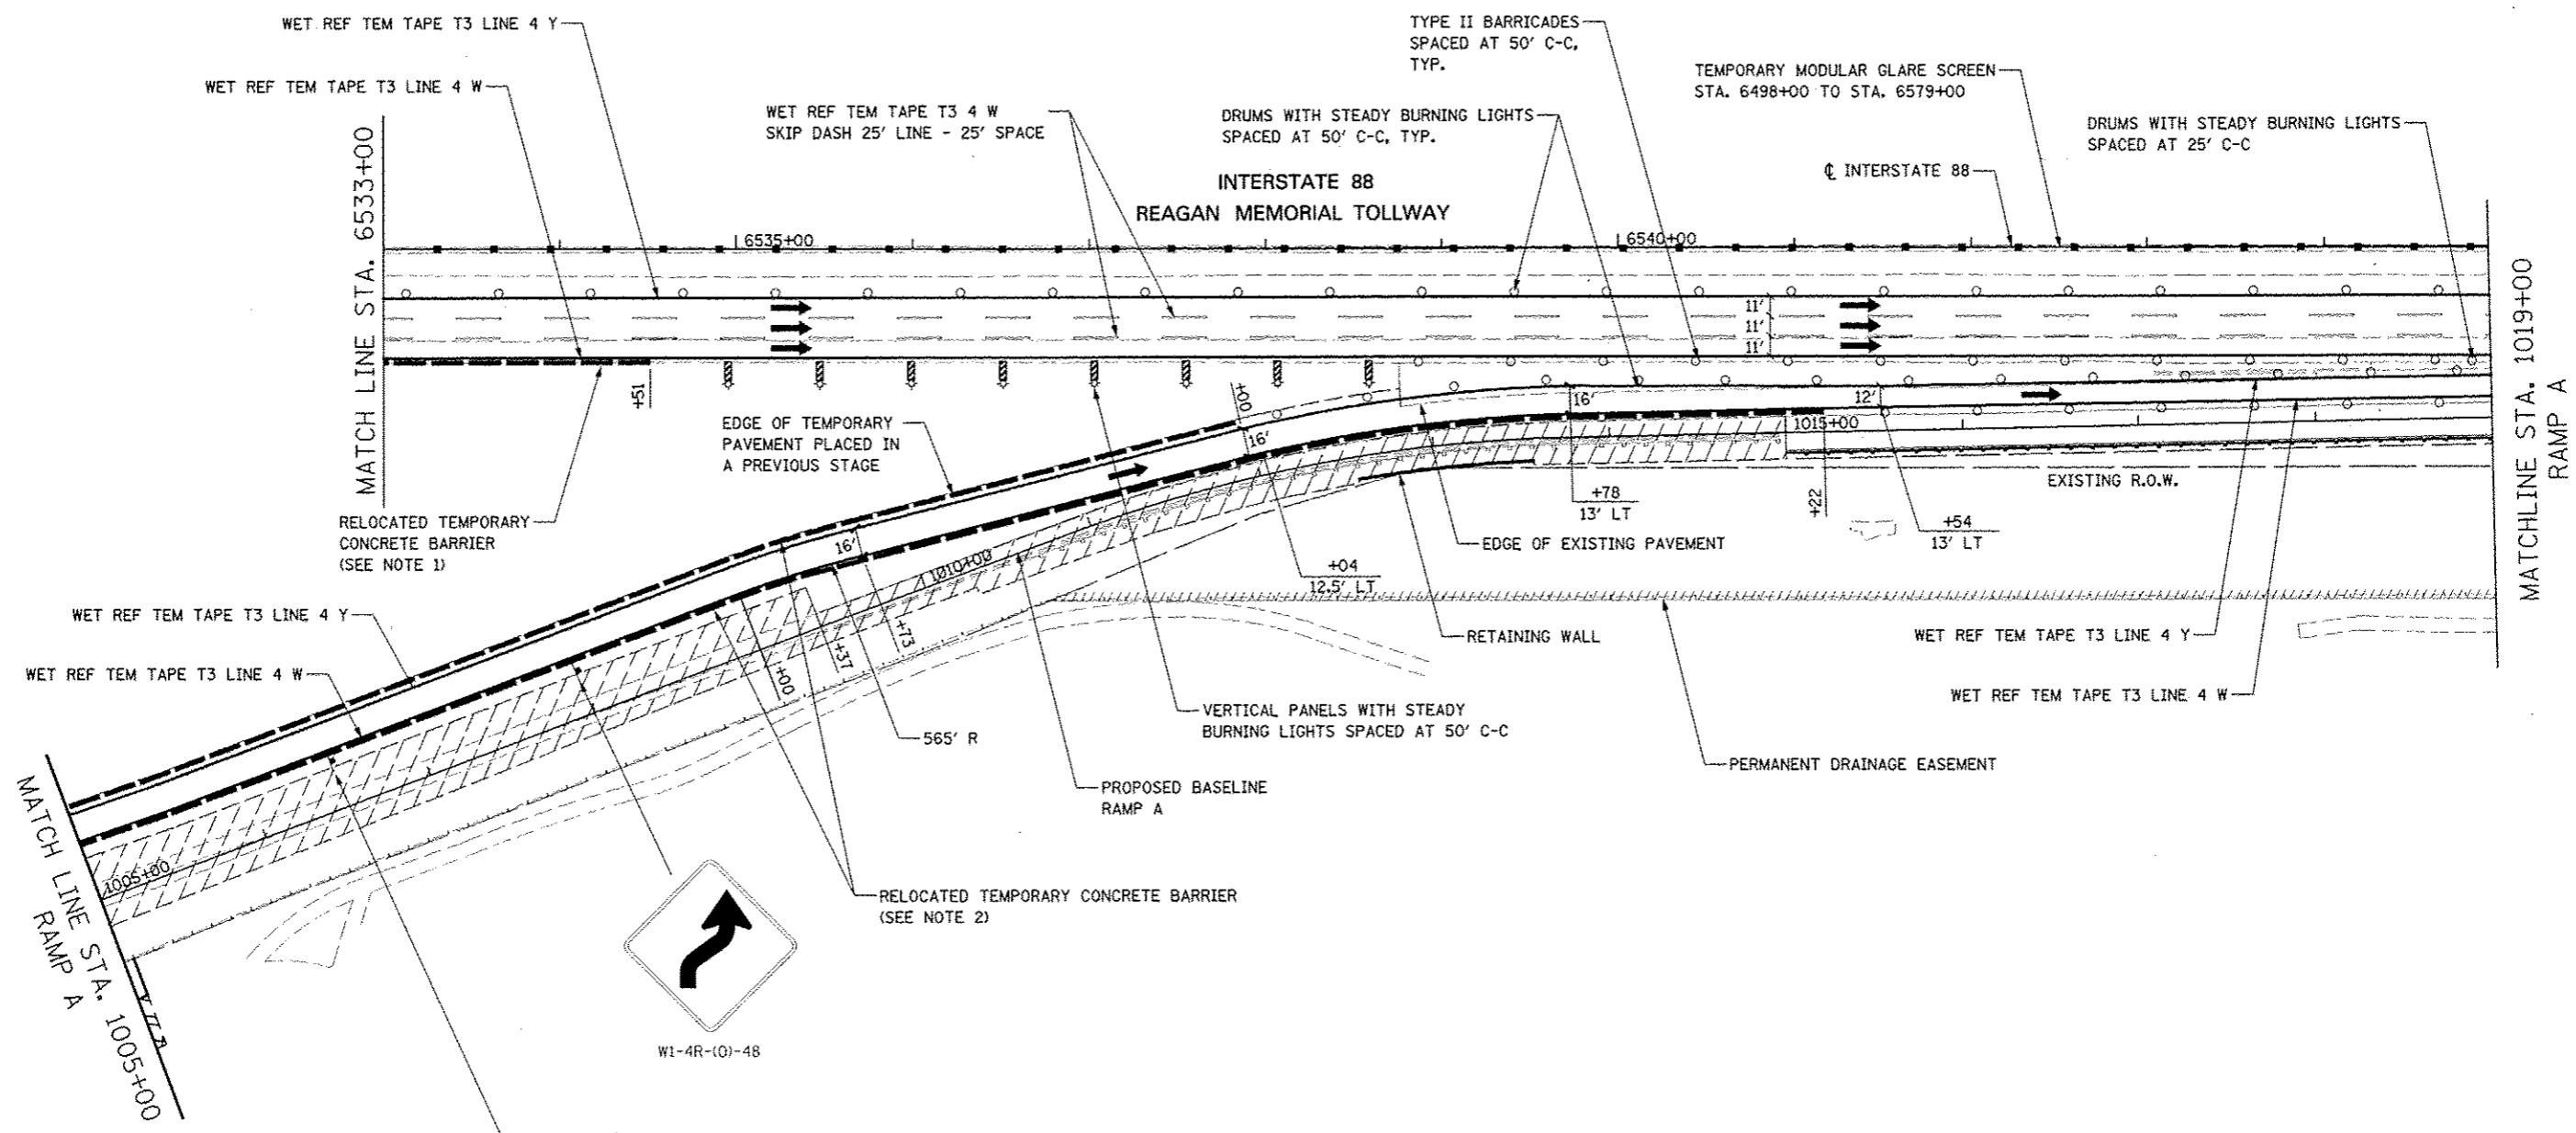 WET REF TEM TAPE T3 LINE 4 Y
WET REF TEM TAPE T3 LINE 4 W
MATCH LINE STA. 6533+00
WET REF TEM TAPE T3 4 W
SKIP DASH 25' LINE - 25' SPACE
TYPE II BARRICADES
SPACED AT 50' C-C,
TYP.
DRUMS WITH STEADY BURNING LIGHTS
SPACED AT 50' C-C, TYP.
TEMPORARY MODULAR GLARE SCREEN
STA. 6498+00 TO STA. 6579+00
DRUMS WITH STEADY BURNING LIGHTS
SPACED AT 25' C-C
℄ INTERSTATE 88
INTERSTATE 88
REAGAN MEMORIAL TOLLWAY
6535+00
6540+00
11'
11'
11'
+51
+00
16'
16'
12'
1015+00
EDGE OF TEMPORARY
PAVEMENT PLACED IN
A PREVIOUS STAGE
RELOCATED TEMPORARY
CONCRETE BARRIER
(SEE NOTE 1)
+78
13' LT
+22
EXISTING R.O.W.
+54
13' LT
MATCHLINE STA. 1019+00
RAMP A
EDGE OF EXISTING PAVEMENT
16'
1010+00
+04
12.5' LT
WET REF TEM TAPE T3 LINE 4 Y
WET REF TEM TAPE T3 LINE 4 W
+73
+37
+00
565' R
RETAINING WALL
WET REF TEM TAPE T3 LINE 4 Y
WET REF TEM TAPE T3 LINE 4 W
VERTICAL PANELS WITH STEADY
BURNING LIGHTS SPACED AT 50' C-C
PERMANENT DRAINAGE EASEMENT
PROPOSED BASELINE
RAMP A
1005+00
MATCH LINE STA. 1005+00
RAMP A
RELOCATED TEMPORARY CONCRETE BARRIER
(SEE NOTE 2)
W1-4R-(O)-48